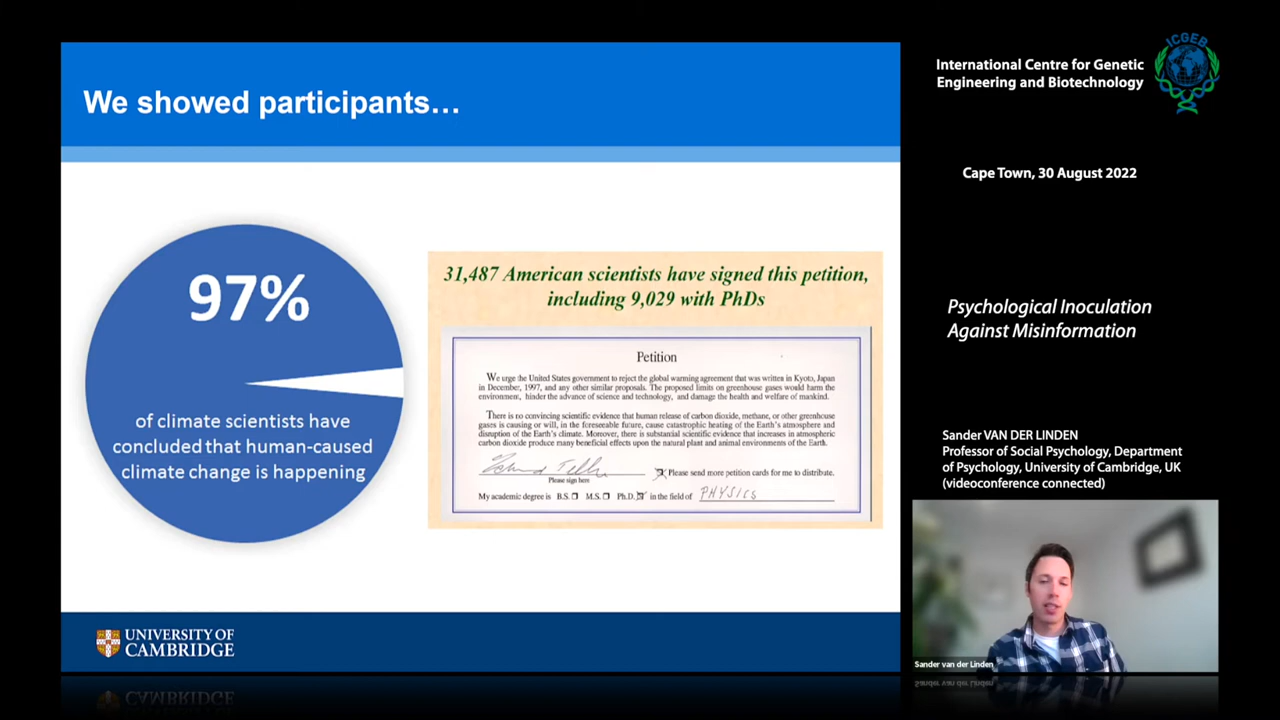 We showed participants…
97%
of climate scientists have
concluded that human-caused
climate change is happening
31,487 American scientists have signed this petition,
including 9,029 with PhDs
Petition
We urge the United States government to reject the global warming agreement that was written in Kyoto, Japan
in December, 1997, and any other similar proposals. The proposed limits on greenhouse gases would harm the
environment, hinder the advance of science and technology, and damage the health and welfare of mankind.
There is no convincing scientific evidence that human release of carbon dioxide, methane, or other greenhouse
gases is causing or will, in the foreseeable future, cause catastrophic heating of the Earth's atmosphere and
disruption of the Earth's climate. Moreover, there is substantial scientific evidence that increases in atmospheric
carbon dioxide produce many beneficial effects upon the natural plant and animal environments of the Earth.
Please sign here
Please send more petition cards for me to distribute.
My academic degree is B.S. M.S. Ph.D. in the field of PHYSICS
UNIVERSITY OF
CAMBRIDGE
International Centre for Genetic
Engineering and Biotechnology
ICGEB
Cape Town, 30 August 2022
Psychological Inoculation
Against Misinformation
Sander VAN DER LINDEN
Professor of Social Psychology, Department
of Psychology, University of Cambridge, UK
(videoconference connected)
Sander van der Linden